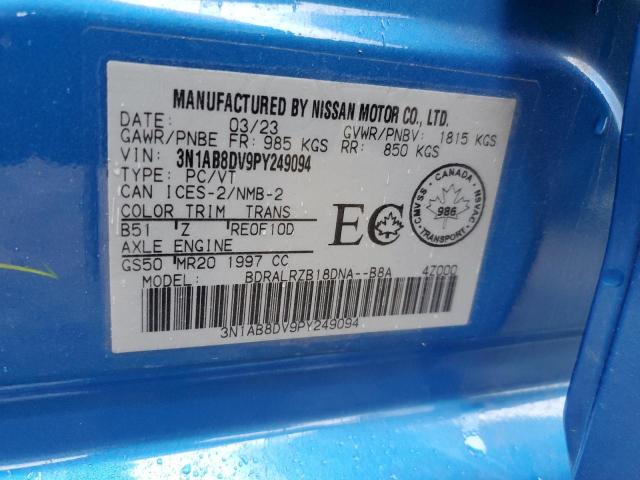 MANUFACTURED BY NISSAN MOTOR CO., LTD.
DATE: 03/23 GVWR/PNBV: 1815 KGS
GAWR/PNBE FR: 985 KGS RR: 850 KGS
VIN: 3N1AB8DV9PY249094
TYPE: PC/VT
CAN ICES-2/NMB-2
COLOR TRIM TRANS
B51 Z RE0F10D
AXLE ENGINE
GS50 MR20 1997 CC
MODEL: BDRALRZB18DNA--B8A 4Z000
3N1AB8DV9PY249094
EC
CMVSS CANADA NSVAC
986